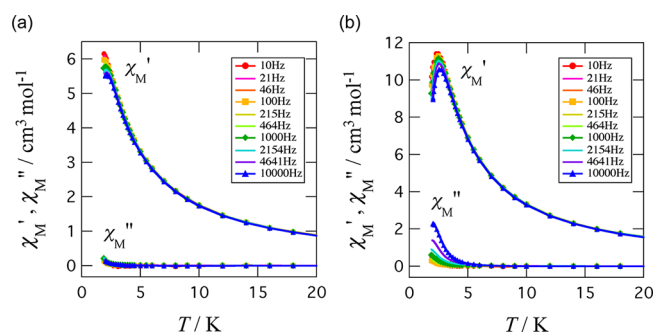 (a)
χM′, χM″ / cm3 mol-1
6
5
4
3
2
1
0
χM′
10Hz
21Hz
46Hz
100Hz
215Hz
464Hz
1000Hz
2154Hz
4641Hz
10000Hz
χM″
5
10
15
20
T / K
(b)
χM′, χM″ / cm3 mol-1
12
10
8
6
4
2
0
χM′
10Hz
21Hz
46Hz
100Hz
215Hz
464Hz
1000Hz
2154Hz
4641Hz
10000Hz
χM″
5
10
15
20
T / K